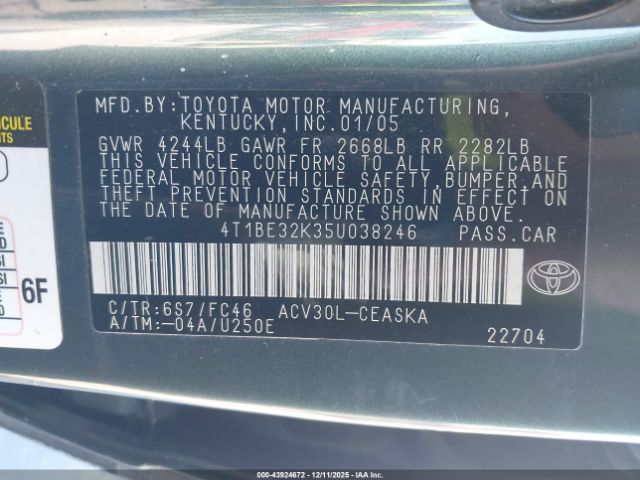 MFD. BY: TOYOTA MOTOR MANUFACTURING,
KENTUCKY, INC. 01/05
GVWR 4244LB GAWR FR 2668LB RR 2282LB
THIS VEHICLE CONFORMS TO ALL APPLICABLE
FEDERAL MOTOR VEHICLE SAFETY, BUMPER, AND
THEFT PREVENTION STANDARDS IN EFFECT ON
THE DATE OF MANUFACTURE SHOWN ABOVE.
4T1BE32K35U038246 PASS. CAR
C/TR: 6S7/FC46 ACV30L-CEASKA
A/TM: -04A/U250E
22704
TOYOTA
6F
000-43924672 - 12/11/2025 - IAAI.com